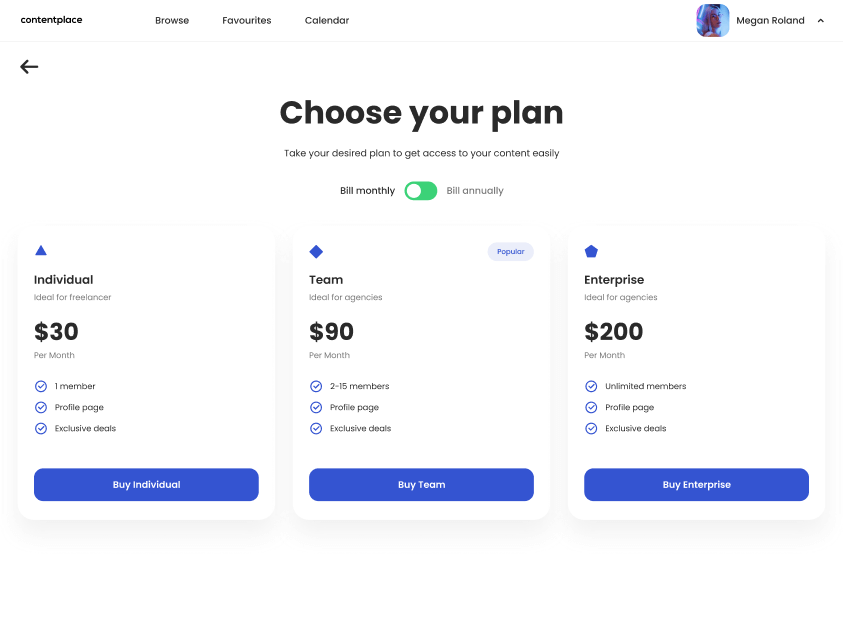 contentplace
Browse
Favourites
Calendar
Megan Roland
Choose your plan
Take your desired plan to get access to your content easily
Bill monthly
Bill annually
Individual
Ideal for freelancer
$30
Per Month
1 member
Profile page
Exclusive deals
Buy Individual
Popular
Team
Ideal for agencies
$90
Per Month
2-15 members
Profile page
Exclusive deals
Buy Team
Enterprise
Ideal for agencies
$200
Per Month
Unlimited members
Profile page
Exclusive deals
Buy Enterprise